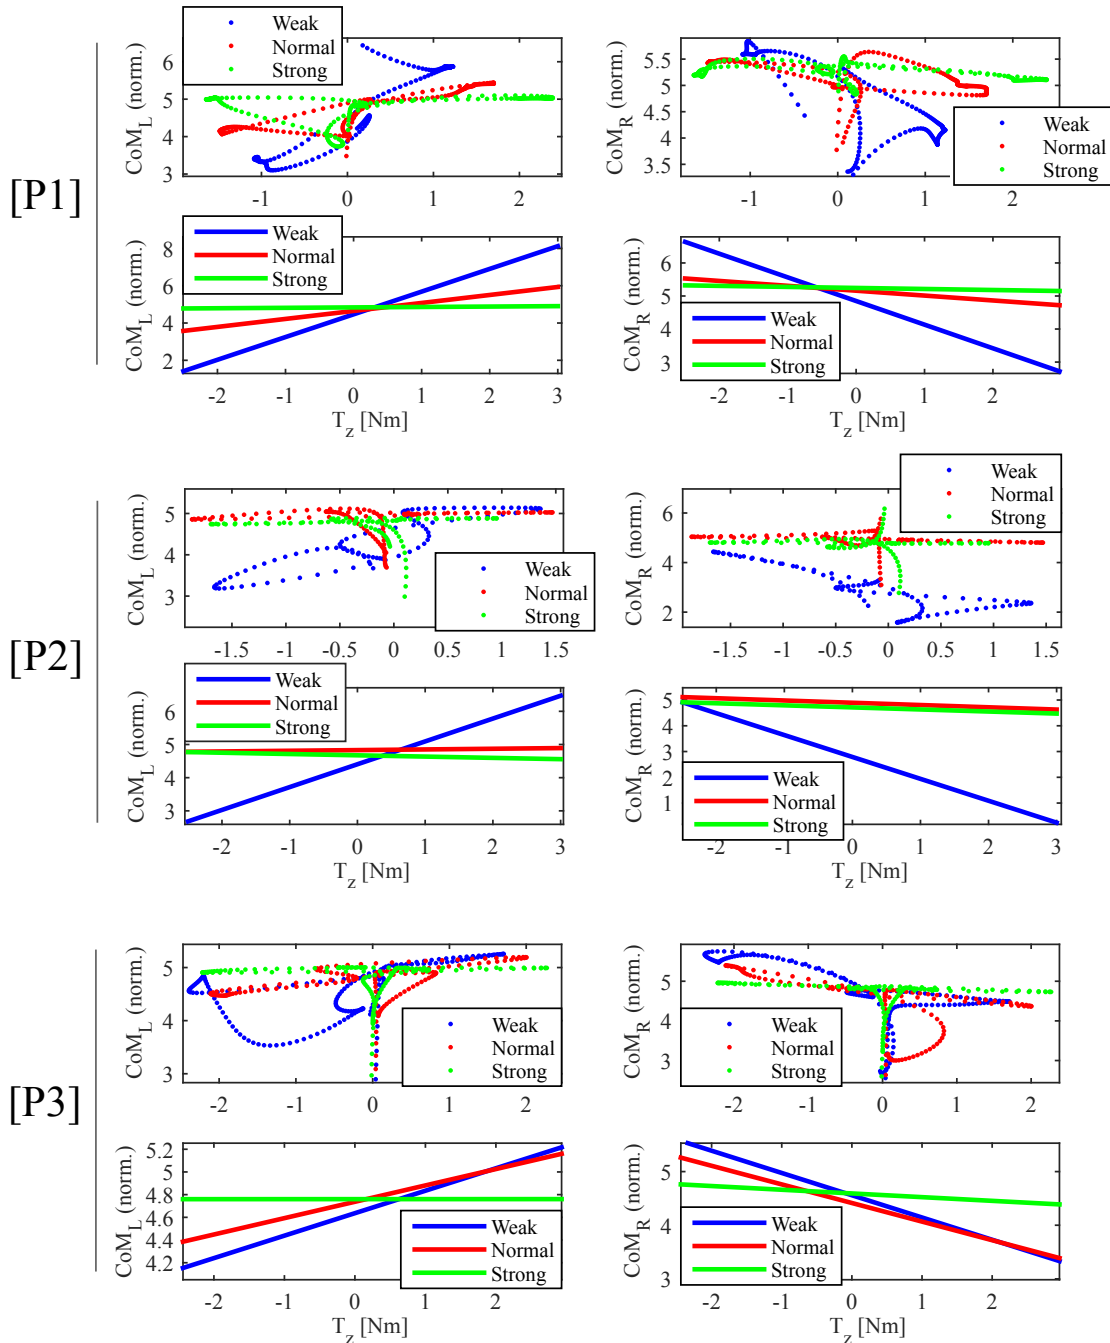 [P1]
CoM_L (norm.)
6
5
4
3
-1
0
1
2
Weak
Normal
Strong
CoM_R (norm.)
5.5
5
4.5
4
3.5
-1
0
1
2
Weak
Normal
Strong
CoM_L (norm.)
8
6
4
2
-2
-1
0
1
2
3
T_z [Nm]
Weak
Normal
Strong
CoM_R (norm.)
6
5
4
3
-2
-1
0
1
2
T_z [Nm]
Weak
Normal
Strong
[P2]
CoM_L (norm.)
5
4
3
-1.5
-1
-0.5
0
0.5
1
1.5
Weak
Normal
Strong
CoM_R (norm.)
6
4
2
-1.5
-1
-0.5
0
0.5
1
1.5
Weak
Normal
Strong
CoM_L (norm.)
6
5
4
3
-2
-1
0
1
2
3
T_z [Nm]
Weak
Normal
Strong
CoM_R (norm.)
5
4
3
2
1
-2
-1
0
1
2
3
T_z [Nm]
Weak
Normal
Strong
[P3]
CoM_L (norm.)
5
4
3
-2
-1
0
1
2
Weak
Normal
Strong
CoM_R (norm.)
5
4
3
-2
-1
0
1
2
Weak
Normal
Strong
CoM_L (norm.)
5.2
5
4.8
4.6
4.4
4.2
-2
-1
0
1
2
T_z [Nm]
Weak
Normal
Strong
CoM_R (norm.)
5
4
3
-2
-1
0
1
2
T_z [Nm]
Weak
Normal
Strong